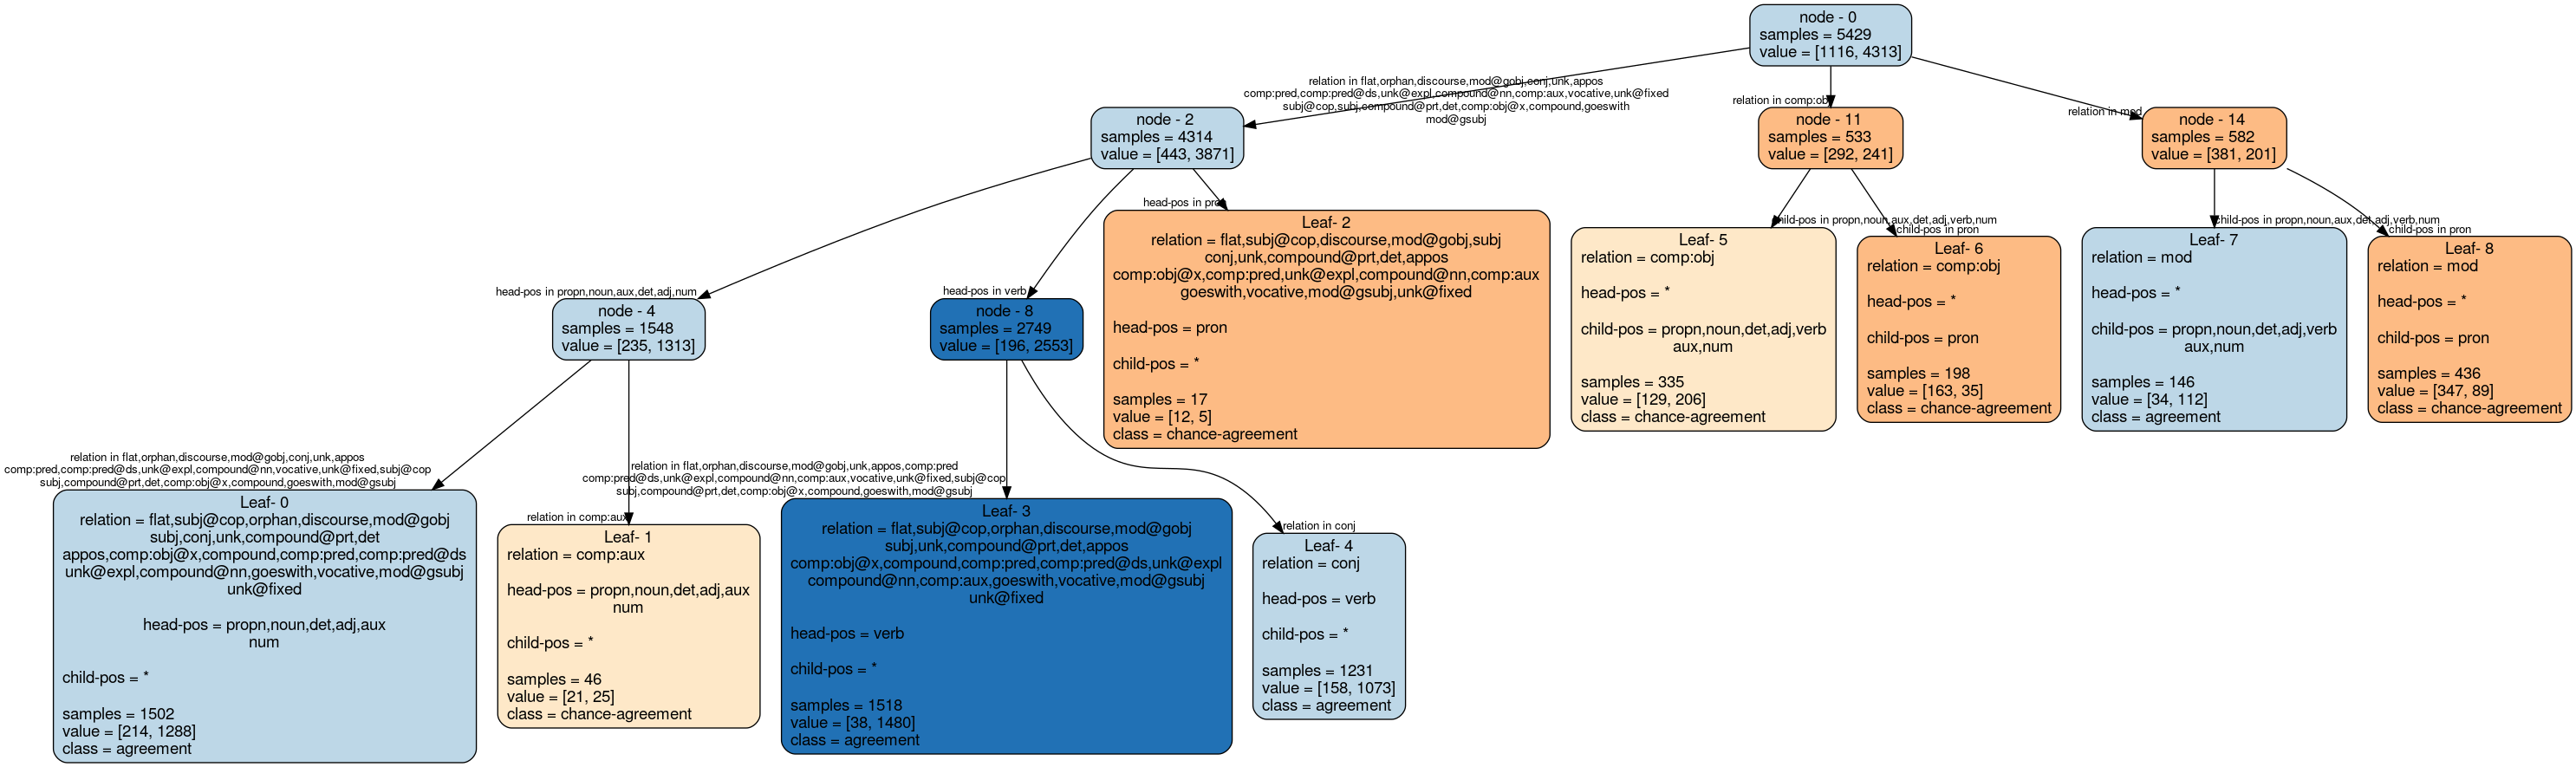 node - 0
samples = 5429
value = [1116, 4313]
relation in flat,orphan,discourse,mod@gobj,conj,unk,appos
comp:pred,comp:pred@ds,unk@expl,compound@nn,comp:aux,vocative,unk@fixed
subj@cop,subj,compound@prt,det,comp:obj@x,compound,goeswith
mod@gsubj
relation in comp:obj
relation in mod
node - 2
samples = 4314
value = [443, 3871]
node - 11
samples = 533
value = [292, 241]
node - 14
samples = 582
value = [381, 201]
head-pos in propn,noun,aux,det,adj,num
head-pos in verb
head-pos in pron
child-pos in propn,noun,aux,det,adj,verb,num
child-pos in pron
child-pos in propn,noun,aux,det,adj,verb,num
child-pos in pron
node - 4
samples = 1548
value = [235, 1313]
node - 8
samples = 2749
value = [196, 2553]
Leaf- 2
relation = flat,subj@cop,discourse,mod@gobj,subj
conj,unk,compound@prt,det,appos
comp:obj@x,comp:pred,unk@expl,compound@nn,comp:aux
goeswith,vocative,mod@gsubj,unk@fixed
head-pos = pron
child-pos = *
samples = 17
value = [12, 5]
class = chance-agreement
Leaf- 5
relation = comp:obj
head-pos = *
child-pos = propn,noun,det,adj,verb
aux,num
samples = 335
value = [129, 206]
class = chance-agreement
Leaf- 6
relation = comp:obj
head-pos = *
child-pos = pron
samples = 198
value = [163, 35]
class = chance-agreement
Leaf- 7
relation = mod
head-pos = *
child-pos = propn,noun,det,adj,verb
aux,num
samples = 146
value = [34, 112]
class = agreement
Leaf- 8
relation = mod
head-pos = *
child-pos = pron
samples = 436
value = [347, 89]
class = chance-agreement
relation in flat,orphan,discourse,mod@gobj,conj,unk,appos
comp:pred,comp:pred@ds,unk@expl,compound@nn,vocative,unk@fixed,subj@cop
subj,compound@prt,det,comp:obj@x,compound,goeswith,mod@gsubj
relation in comp:aux
relation in flat,orphan,discourse,mod@gobj,unk,appos,comp:pred
comp:pred@ds,unk@expl,compound@nn,comp:aux,vocative,unk@fixed,subj@cop
subj,compound@prt,det,comp:obj@x,compound,goeswith,mod@gsubj
relation in conj
Leaf- 0
relation = flat,subj@cop,orphan,discourse,mod@gobj
subj,conj,unk,compound@prt,det
appos,comp:obj@x,compound,comp:pred,comp:pred@ds
unk@expl,compound@nn,goeswith,vocative,mod@gsubj
unk@fixed
head-pos = propn,noun,det,adj,aux
num
child-pos = *
samples = 1502
value = [214, 1288]
class = agreement
Leaf- 1
relation = comp:aux
head-pos = propn,noun,det,adj,aux
num
child-pos = *
samples = 46
value = [21, 25]
class = chance-agreement
Leaf- 3
relation = flat,subj@cop,orphan,discourse,mod@gobj
subj,unk,compound@prt,det,appos
comp:obj@x,compound,comp:pred,comp:pred@ds,unk@expl
compound@nn,comp:aux,goeswith,vocative,mod@gsubj
unk@fixed
head-pos = verb
child-pos = *
samples = 1518
value = [38, 1480]
class = agreement
Leaf- 4
relation = conj
head-pos = verb
child-pos = *
samples = 1231
value = [158, 1073]
class = agreement